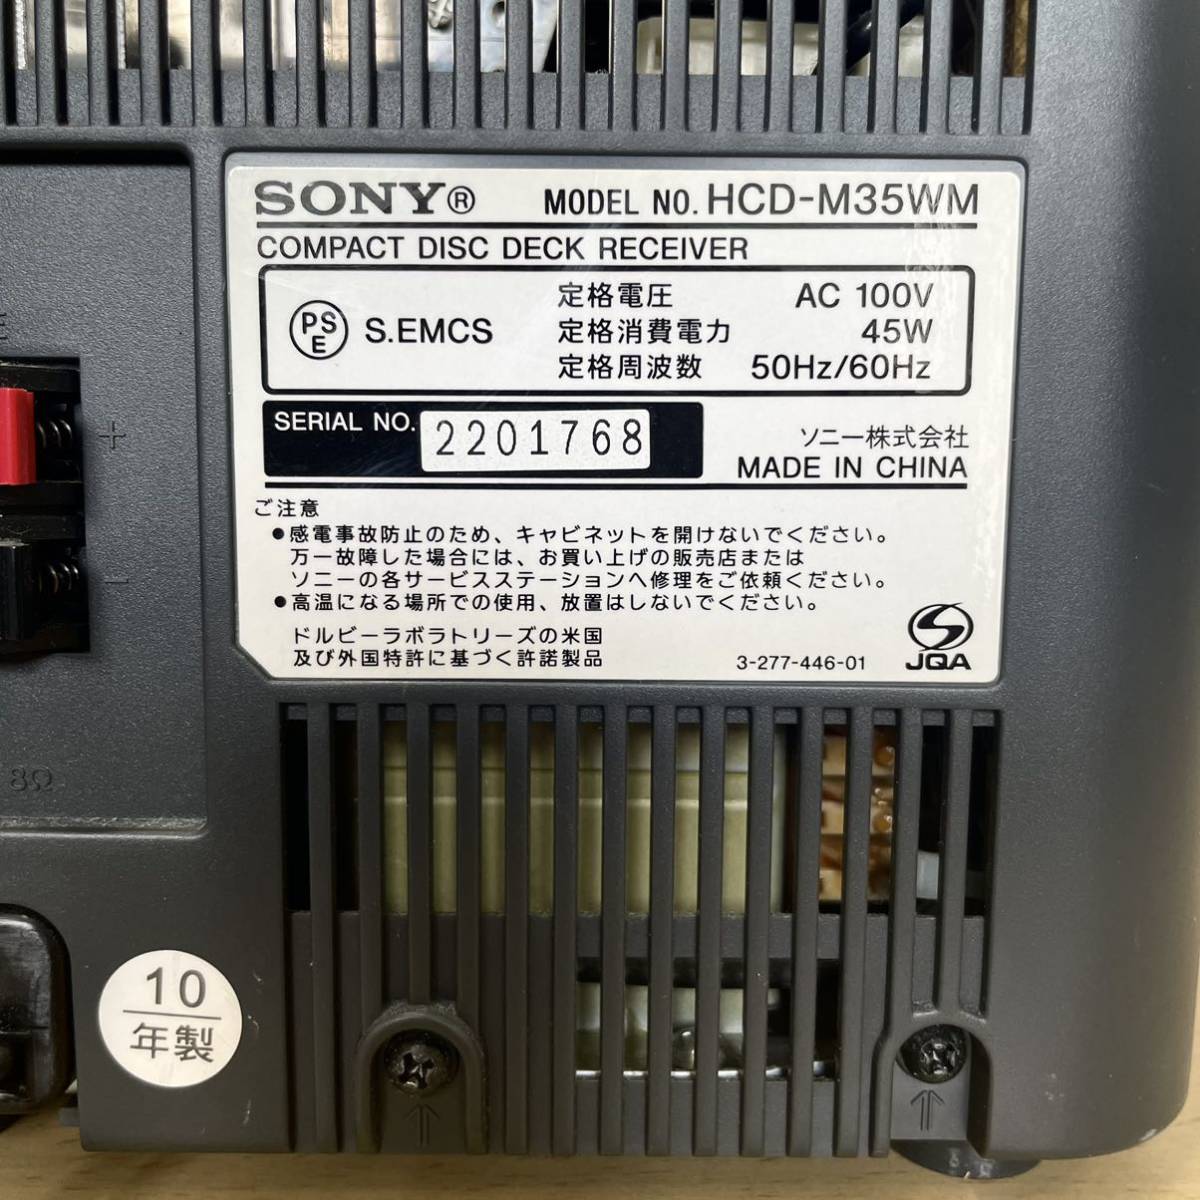 SONY® MODEL NO. HCD-M35WM
COMPACT DISC DECK RECEIVER
PS
E
S.EMCS
定格電圧 AC 100V
定格消費電力 45W
定格周波数 50Hz/60Hz
SERIAL NO. 2201768
ソニー株式会社
MADE IN CHINA
ご注意
●感電事故防止のため、キャビネットを開けないでください。
万一故障した場合には、お買い上げの販売店または
ソニーの各サービスステーションへ修理をご依頼ください。
●高温になる場所での使用、放置はしないでください。
ドルビーラボラトリーズの米国
及び外国特許に基づく許諾製品
3-277-446-01
JQA
+
−
8Ω
10
年製